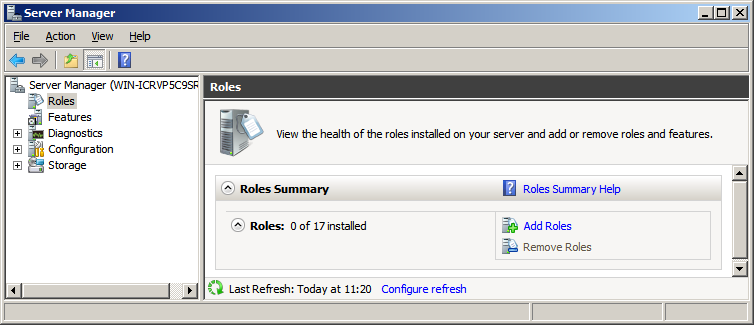 Server Manager
File Action View Help
Server Manager (WIN-ICRVP5C9SR
Roles
Features
Diagnostics
Configuration
Storage
Roles
View the health of the roles installed on your server and add or remove roles and features.
Roles Summary
Roles Summary Help
Roles: 0 of 17 installed
Add Roles
Remove Roles
Last Refresh: Today at 11:20 Configure refresh